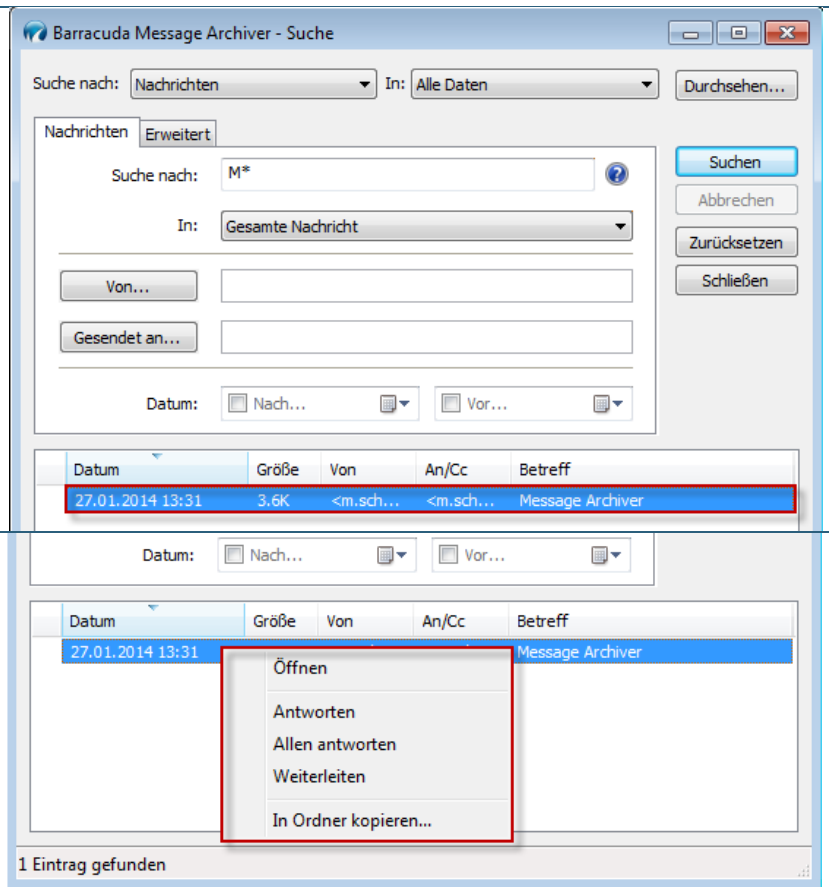 Barracuda Message Archiver - Suche
Suche nach: Nachrichten In: Alle Daten Durchsehen...
Nachrichten Erweitert
Suche nach: M* Suchen
Abbrechen
In: Gesamte Nachricht Zurücksetzen
Von... Schließen
Gesendet an...
Datum: Nach... Vor...
Datum Größe Von An/Cc Betreff
27.01.2014 13:31 3.6K <m.sch... <m.sch... Message Archiver
Datum: Nach... Vor...
Datum Größe Von An/Cc Betreff
27.01.2014 13:31 Message Archiver
Öffnen
Antworten
Allen antworten
Weiterleiten
In Ordner kopieren...
1 Eintrag gefunden